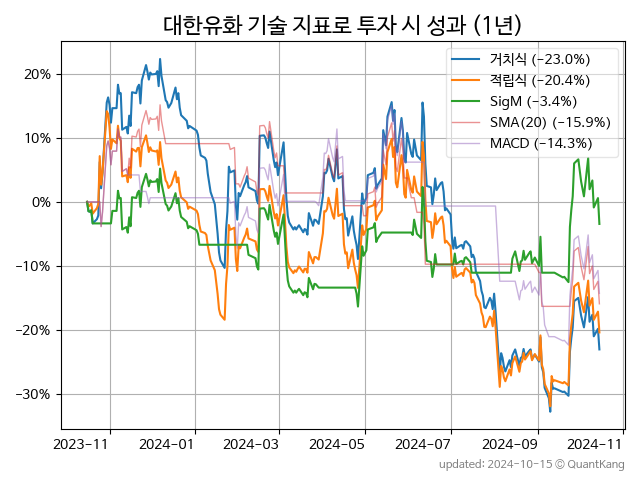 대한유화 기술 지표로 투자 시 성과 (1년)
거치식 (−23.0%)
적립식 (−20.4%)
SigM (−3.4%)
SMA(20) (−15.9%)
MACD (−14.3%)
20%
10%
0%
−10%
−20%
−30%
2023-11 2024-01 2024-03 2024-05 2024-07 2024-09 2024-11
updated: 2024-10-15 © QuantKang